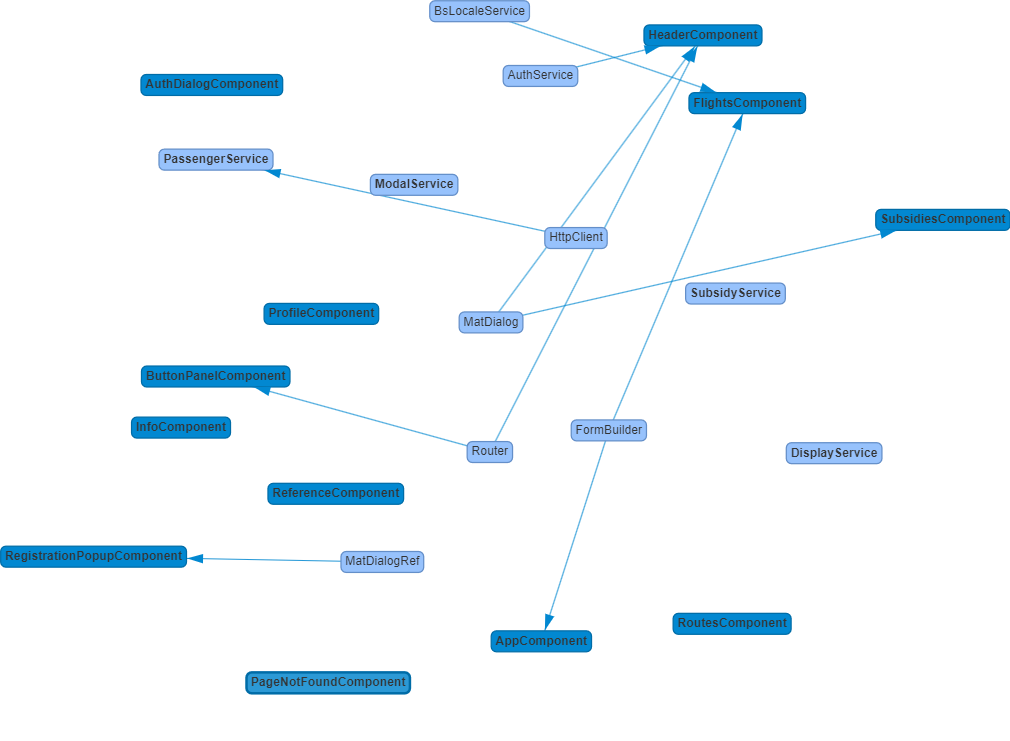 BsLocaleService
HeaderComponent
AuthService
AuthDialogComponent
FlightsComponent
PassengerService
ModalService
SubsidiesComponent
HttpClient
SubsidyService
ProfileComponent
MatDialog
ButtonPanelComponent
InfoComponent
FormBuilder
Router
DisplayService
ReferenceComponent
RegistrationPopupComponent
MatDialogRef
RoutesComponent
AppComponent
PageNotFoundComponent